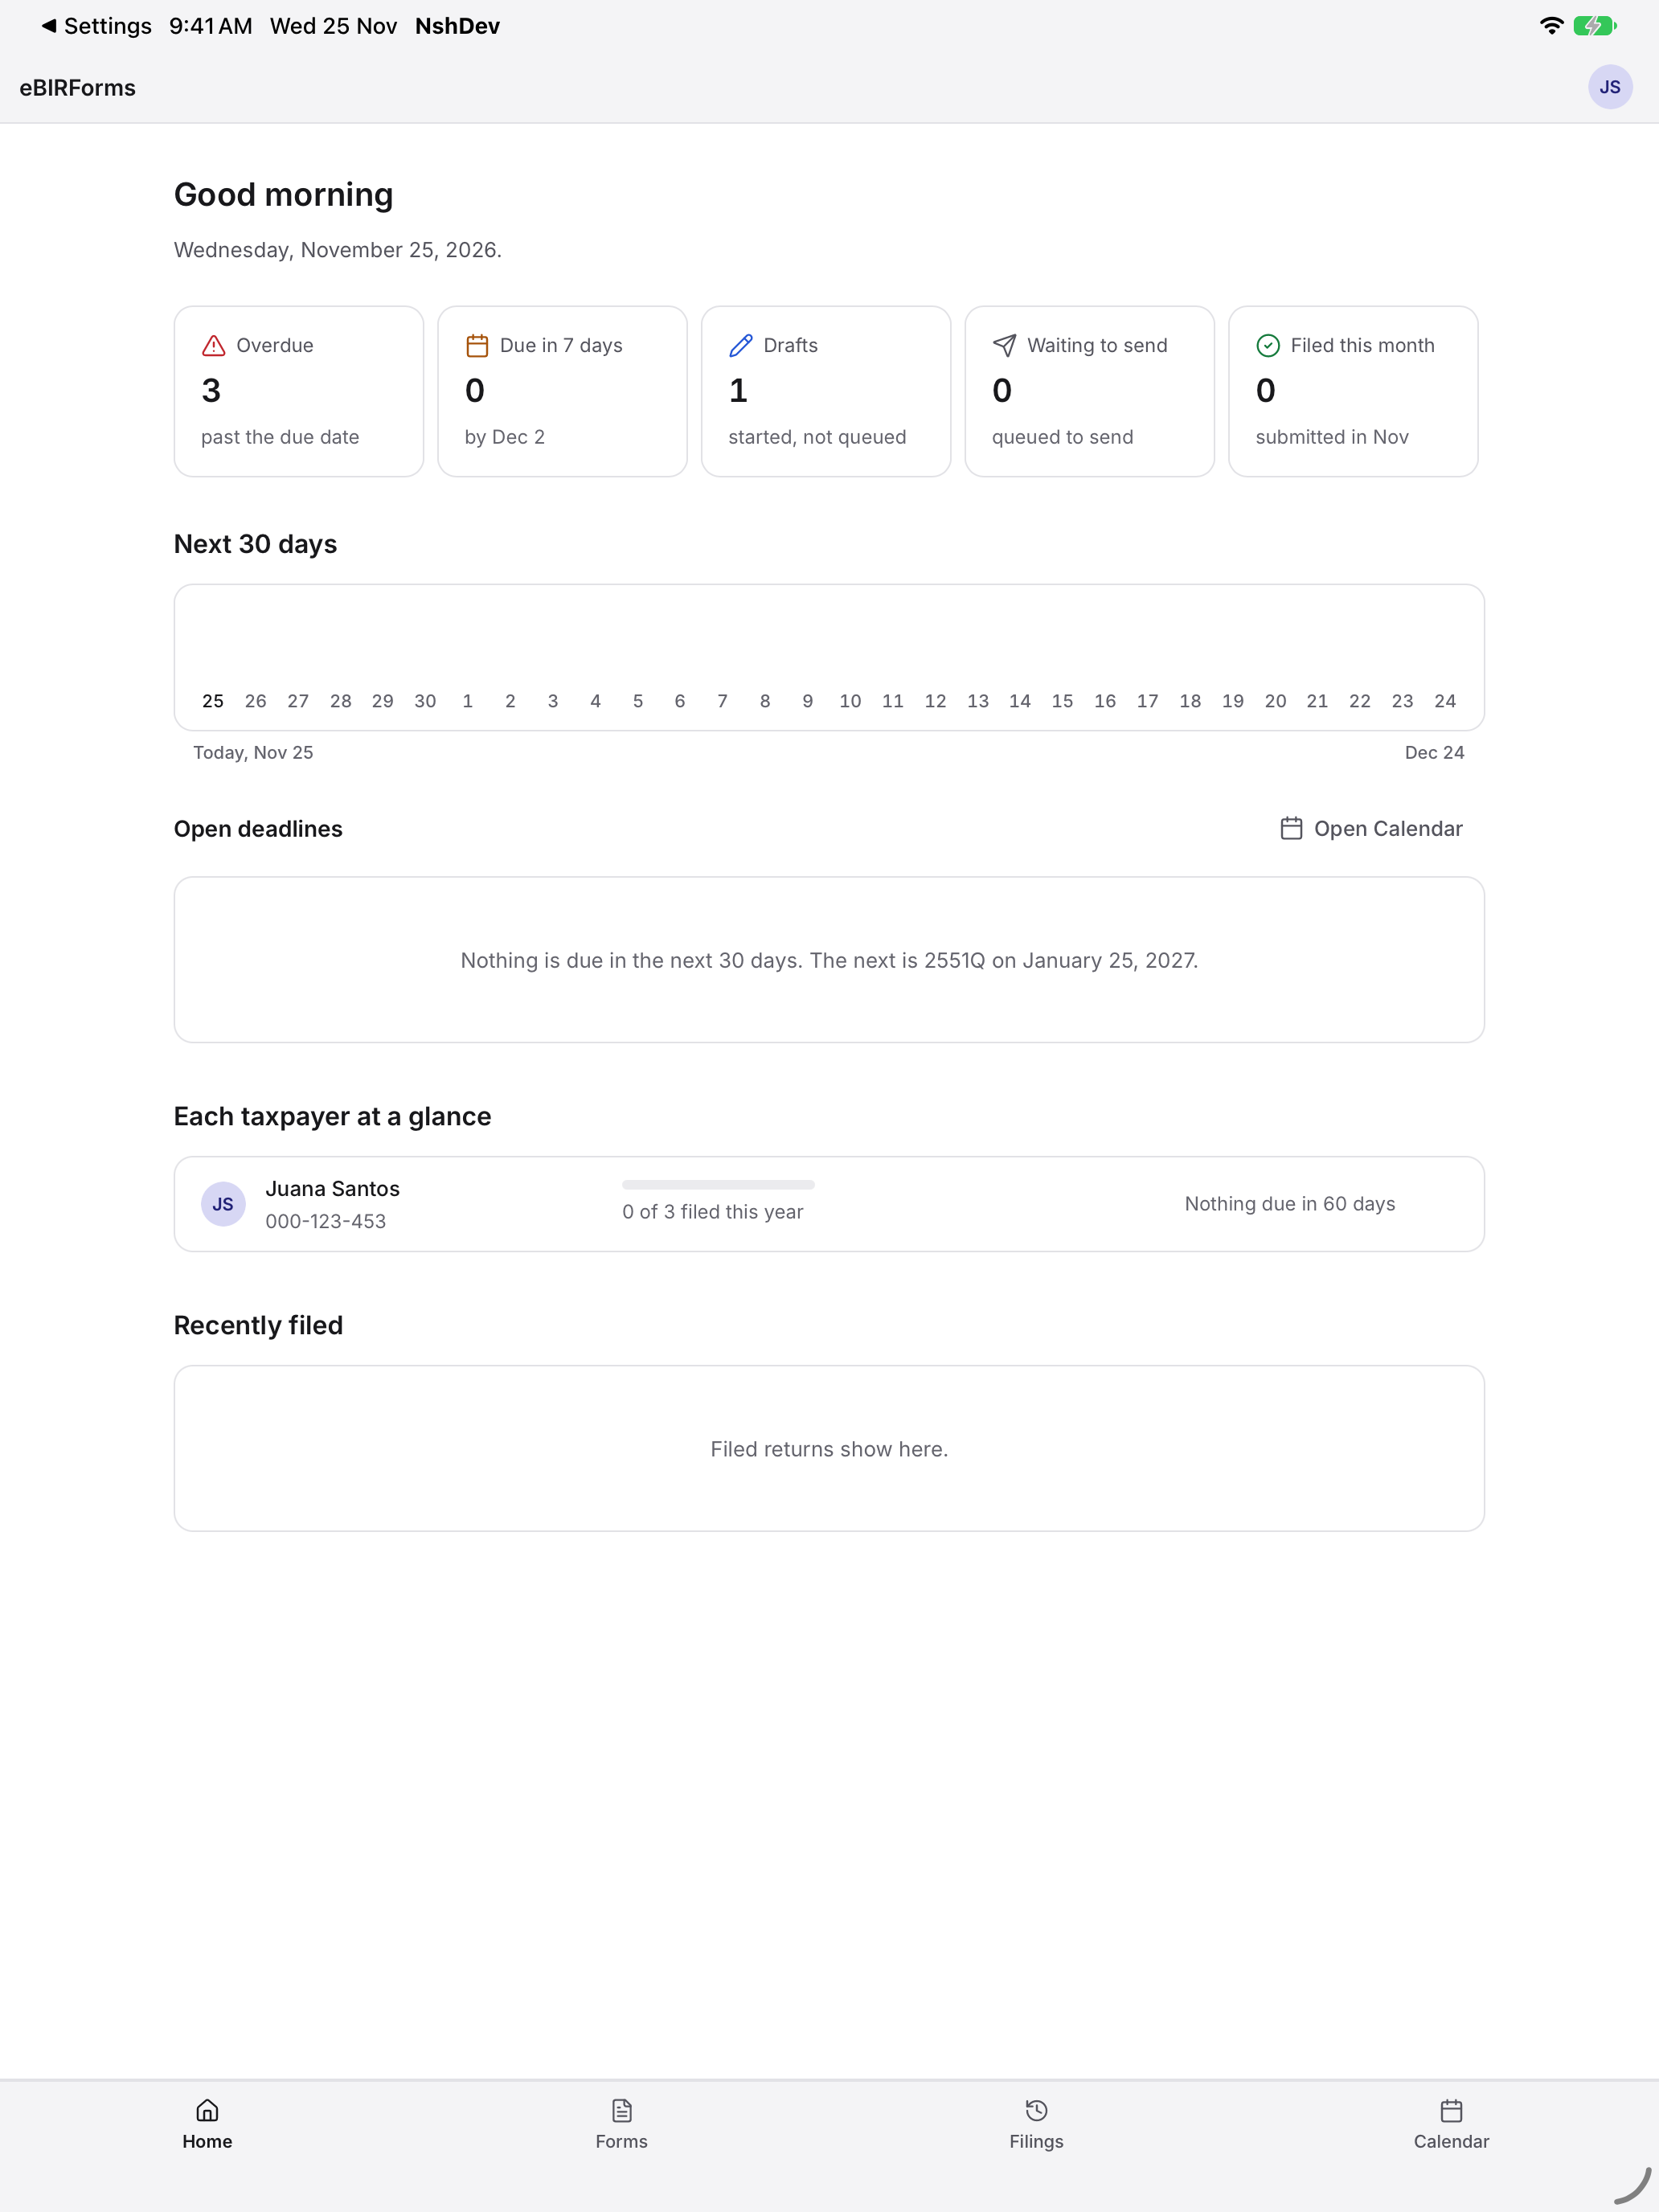 Settings 9:41 AM Wed 25 Nov NshDev
eBIRForms
JS
Good morning
Wednesday, November 25, 2026.
Overdue
3
past the due date
Due in 7 days
0
by Dec 2
Drafts
1
started, not queued
Waiting to send
0
queued to send
Filed this month
0
submitted in Nov
Next 30 days
25 26 27 28 29 30 1 2 3 4 5 6 7 8 9 10 11 12 13 14 15 16 17 18 19 20 21 22 23 24
Today, Nov 25
Dec 24
Open deadlines
Open Calendar
Nothing is due in the next 30 days. The next is 2551Q on January 25, 2027.
Each taxpayer at a glance
JS
Juana Santos
000-123-453
0 of 3 filed this year
Nothing due in 60 days
Recently filed
Filed returns show here.
Home
Forms
Filings
Calendar